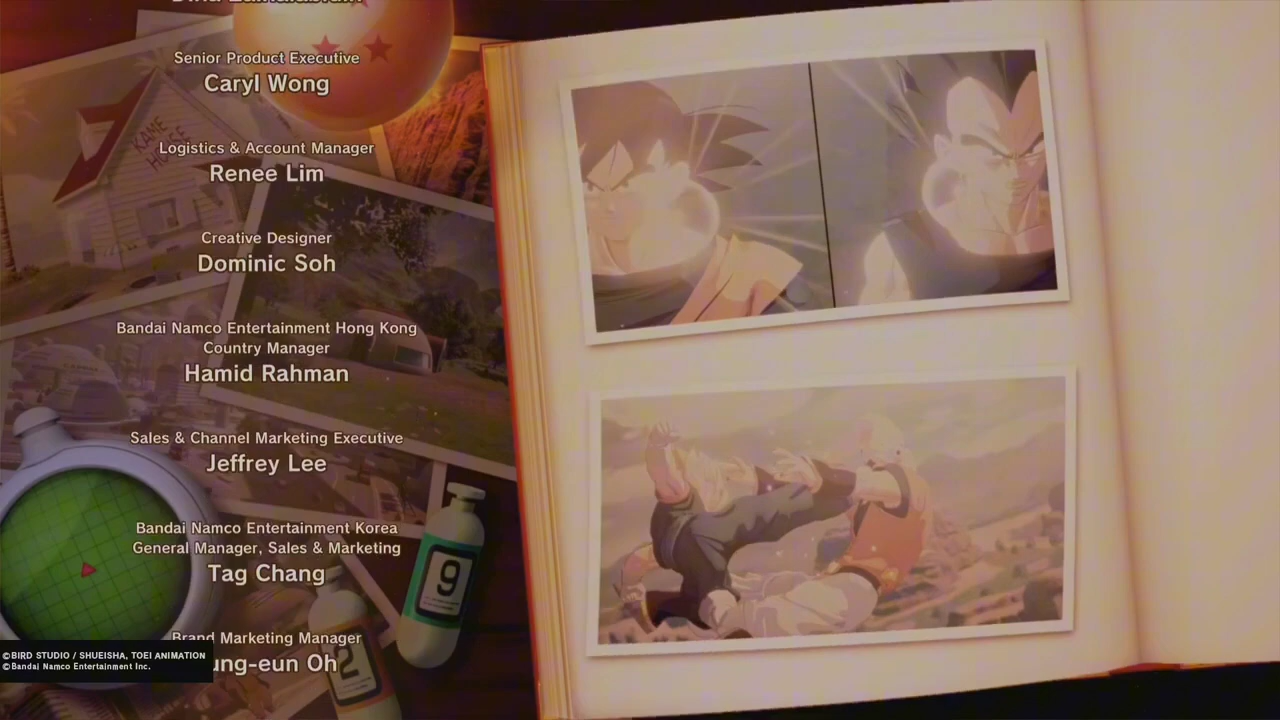 Senior Product Executive
Caryl Wong
Logistics & Account Manager
Renee Lim
Creative Designer
Dominic Soh
Bandai Namco Entertainment Hong Kong
Country Manager
Hamid Rahman
Sales & Channel Marketing Executive
Jeffrey Lee
Bandai Namco Entertainment Korea
General Manager, Sales & Marketing
Tag Chang
Brand Marketing Manager
Oh
KAME
HOUSE
9
2
©BIRD STUDIO / SHUEISHA, TOEI ANIMATION
©Bandai Namco Entertainment Inc.